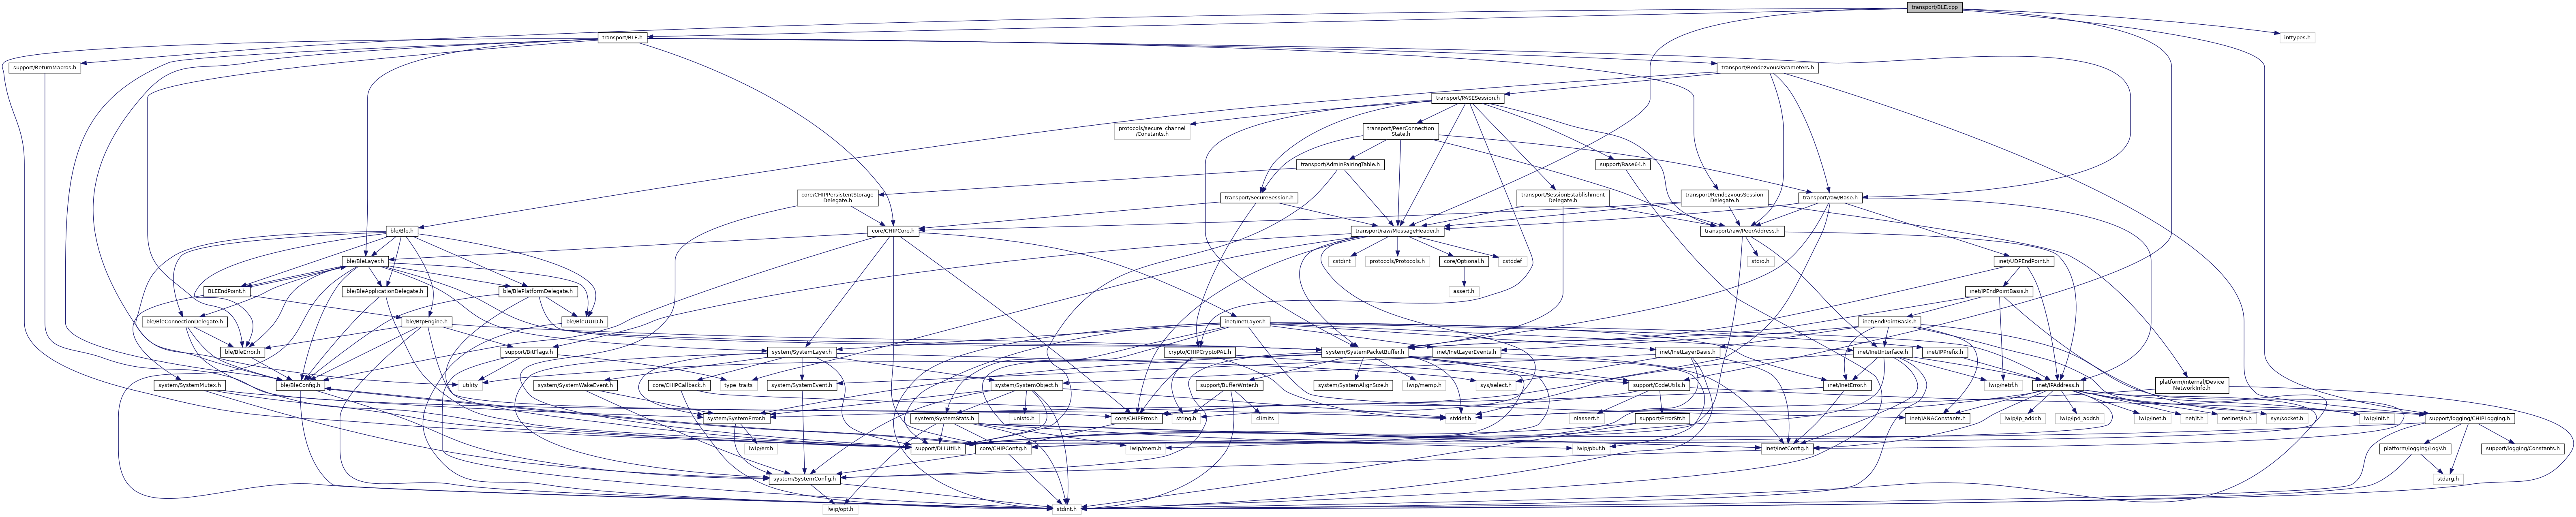 transport/BLE.cpp
transport/BLE.h
inttypes.h
support/ReturnMacros.h
transport/RendezvousParameters.h
transport/PASESession.h
protocols/secure_channel
/Constants.h
transport/PeerConnection
State.h
transport/AdminPairingTable.h
support/Base64.h
core/CHIPPersistentStorage
Delegate.h
transport/SecureSession.h
transport/SessionEstablishment
Delegate.h
transport/RendezvousSession
Delegate.h
transport/raw/Base.h
ble/Ble.h
core/CHIPCore.h
transport/raw/MessageHeader.h
transport/raw/PeerAddress.h
ble/BleLayer.h
cstdint
protocols/Protocols.h
core/Optional.h
cstddef
stdio.h
inet/UDPEndPoint.h
BLEEndPoint.h
ble/BleApplicationDelegate.h
ble/BlePlatformDelegate.h
assert.h
inet/IPEndPointBasis.h
ble/BleConnectionDelegate.h
ble/BtpEngine.h
ble/BleUUID.h
inet/InetLayer.h
inet/EndPointBasis.h
ble/BleError.h
support/BitFlags.h
system/SystemLayer.h
crypto/CHIPCryptoPAL.h
system/SystemPacketBuffer.h
inet/InetLayerEvents.h
inet/InetLayerBasis.h
inet/InetInterface.h
inet/IPPrefix.h
system/SystemMutex.h
ble/BleConfig.h
utility
system/SystemWakeEvent.h
core/CHIPCallback.h
type_traits
system/SystemEvent.h
system/SystemObject.h
support/BufferWriter.h
system/SystemAlignSize.h
lwip/memp.h
sys/select.h
support/CodeUtils.h
inet/InetError.h
lwip/netif.h
inet/IPAddress.h
platform/internal/Device
NetworkInfo.h
system/SystemError.h
system/SystemStats.h
unistd.h
core/CHIPError.h
string.h
climits
stddef.h
nlassert.h
support/ErrorStr.h
inet/IANAConstants.h
lwip/ip_addr.h
lwip/ip4_addr.h
lwip/inet.h
net/if.h
netinet/in.h
sys/socket.h
lwip/init.h
support/logging/CHIPLogging.h
lwip/err.h
support/DLLUtil.h
core/CHIPConfig.h
lwip/mem.h
lwip/pbuf.h
inet/InetConfig.h
platform/logging/LogV.h
support/logging/Constants.h
system/SystemConfig.h
stdarg.h
lwip/opt.h
stdint.h